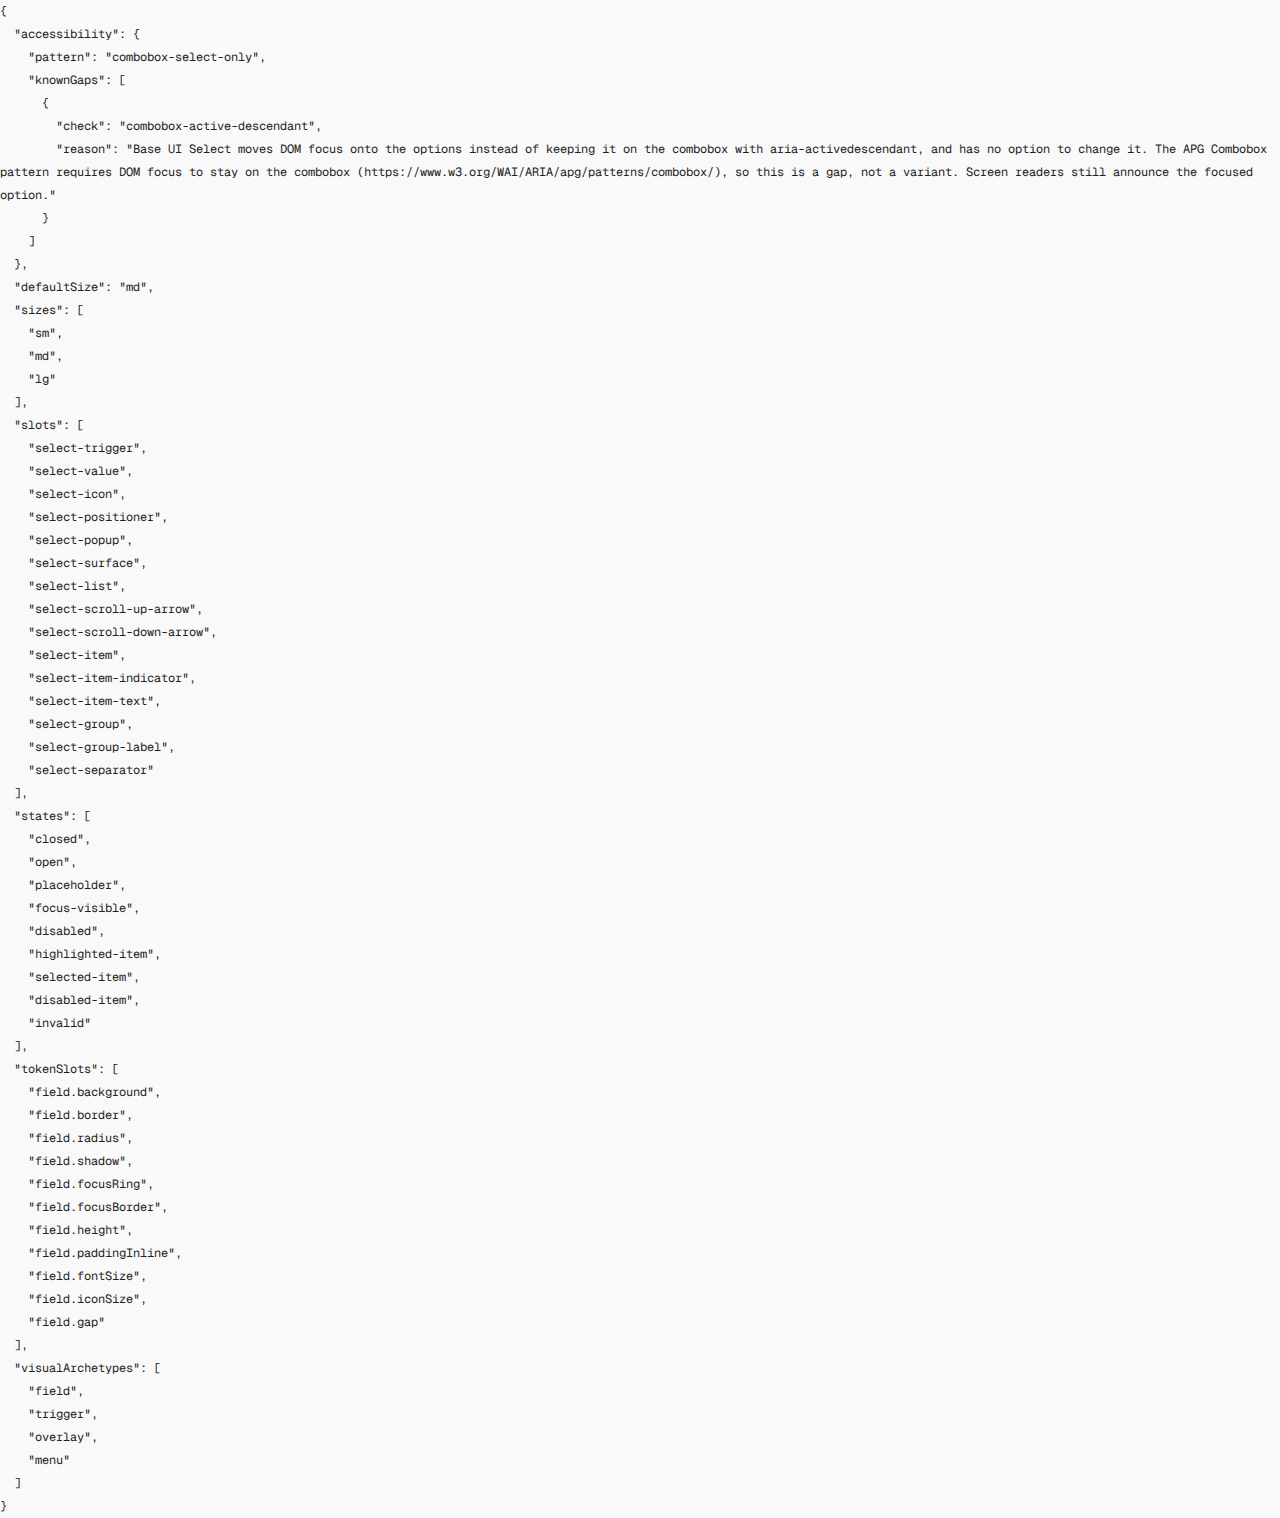 {
  "accessibility": {
    "pattern": "combobox-select-only",
    "knownGaps": [
      {
        "check": "combobox-active-descendant",
        "reason": "Base UI Select moves DOM focus onto the options instead of keeping it on the combobox with aria-activedescendant, and has no option to change it. The APG Combobox
pattern requires DOM focus to stay on the combobox (https://www.w3.org/WAI/ARIA/apg/patterns/combobox/), so this is a gap, not a variant. Screen readers still announce the focused
option."
      }
    ]
  },
  "defaultSize": "md",
  "sizes": [
    "sm",
    "md",
    "lg"
  ],
  "slots": [
    "select-trigger",
    "select-value",
    "select-icon",
    "select-positioner",
    "select-popup",
    "select-surface",
    "select-list",
    "select-scroll-up-arrow",
    "select-scroll-down-arrow",
    "select-item",
    "select-item-indicator",
    "select-item-text",
    "select-group",
    "select-group-label",
    "select-separator"
  ],
  "states": [
    "closed",
    "open",
    "placeholder",
    "focus-visible",
    "disabled",
    "highlighted-item",
    "selected-item",
    "disabled-item",
    "invalid"
  ],
  "tokenSlots": [
    "field.background",
    "field.border",
    "field.radius",
    "field.shadow",
    "field.focusRing",
    "field.focusBorder",
    "field.height",
    "field.paddingInline",
    "field.fontSize",
    "field.iconSize",
    "field.gap"
  ],
  "visualArchetypes": [
    "field",
    "trigger",
    "overlay",
    "menu"
  ]
}